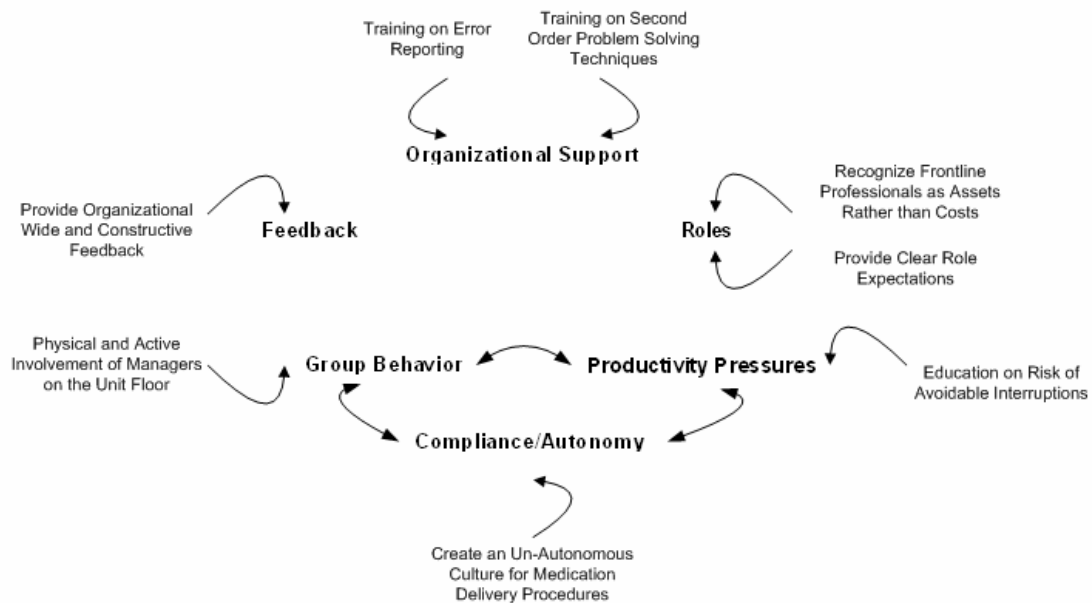 Training on Error
Reporting
Training on Second
Order Problem Solving
Techniques
Organizational Support
Provide Organizational
Wide and Constructive
Feedback
Feedback
Roles
Recognize Frontline
Professionals as Assets
Rather than Costs
Provide Clear Role
Expectations
Physical and Active
Involvement of Managers
on the Unit Floor
Group Behavior
Productivity Pressures
Education on Risk of
Avoidable Interruptions
Compliance/Autonomy
Create an Un-Autonomous
Culture for Medication
Delivery Procedures